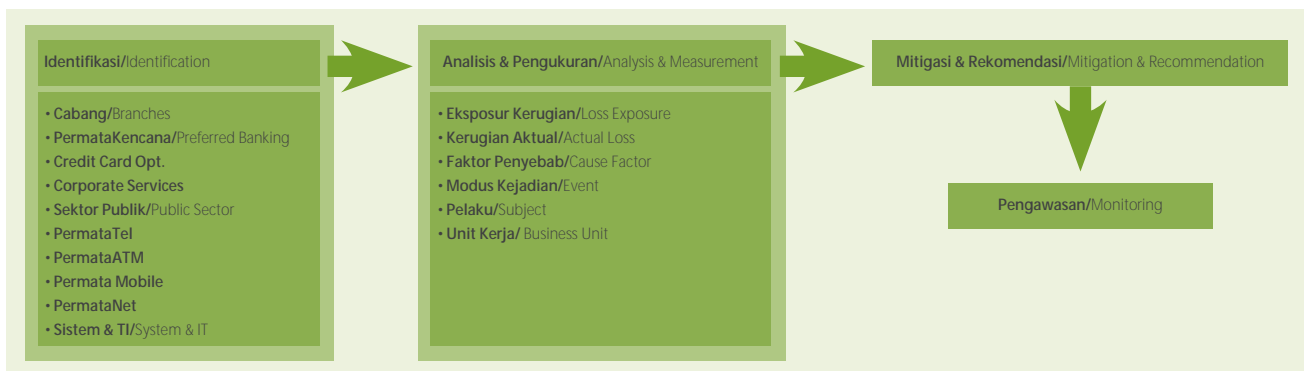 Identifikasi/Identification
• Cabang/Branches
• PermataKencana/Preferred Banking
• Credit Card Opt.
• Corporate Services
• Sektor Publik/Public Sector
• PermataTel
• PermataATM
• Permata Mobile
• PermataNet
• Sistem & TI/System & IT
Analisis & Pengukuran/Analysis & Measurement
• Eksposur Kerugian/Loss Exposure
• Kerugian Aktual/Actual Loss
• Faktor Penyebab/Cause Factor
• Modus Kejadian/Event
• Pelaku/Subject
• Unit Kerja/ Business Unit
Mitigasi & Rekomendasi/Mitigation & Recommendation
Pengawasan/Monitoring